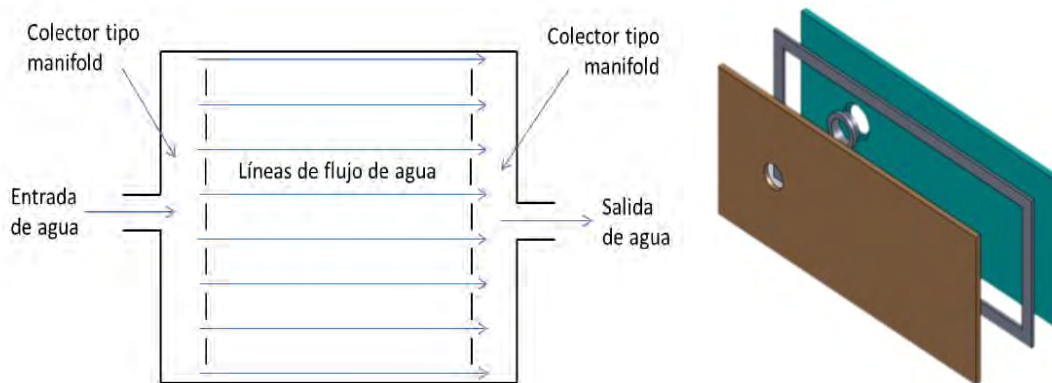 Colector tipo
manifold
Colector tipo
manifold
Líneas de flujo de agua
Entrada
de agua
Salida
de agua